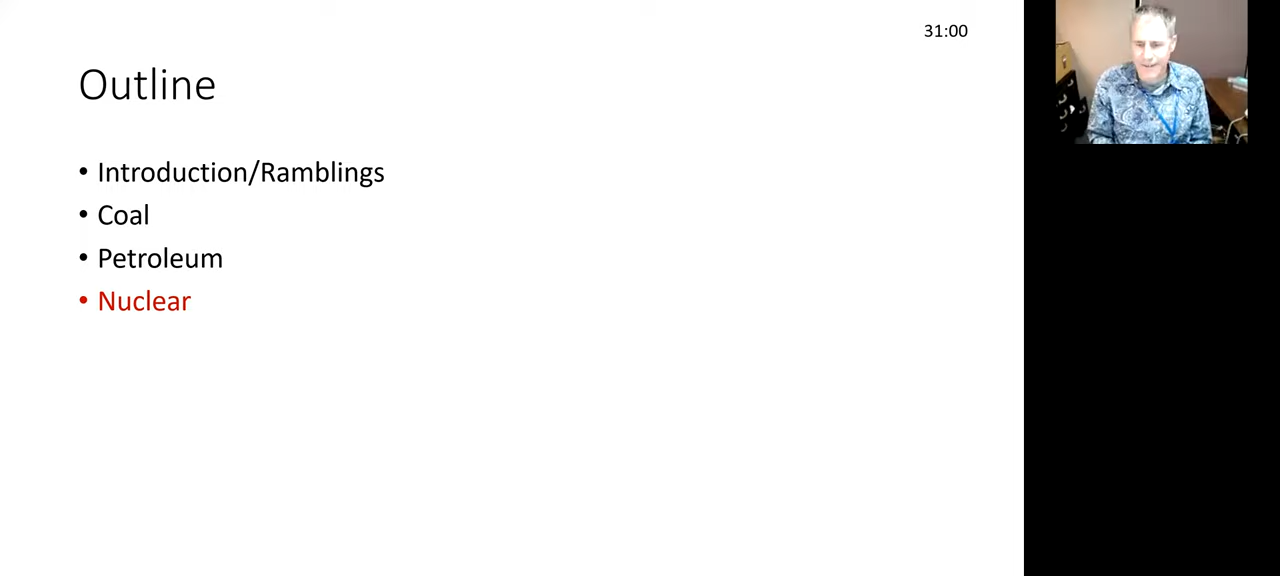 31:00
Outline
• Introduction/Ramblings
• Coal
• Petroleum
• Nuclear